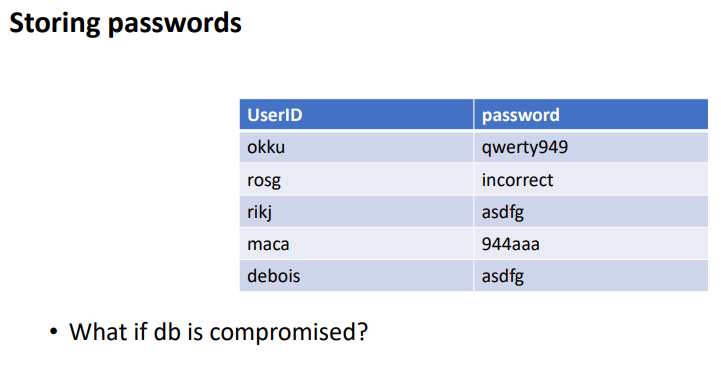 Storing passwords
UserID password
okku qwerty949
rosg incorrect
rikj asdfg
maca 944aaa
debois asdfg
• What if db is compromised?